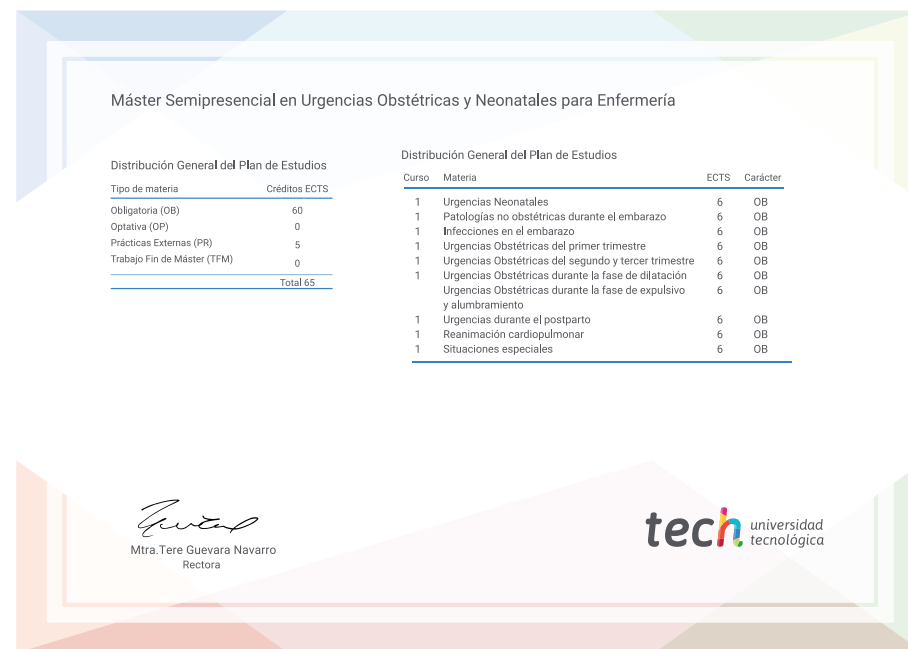 Máster Semipresencial en Urgencias Obstétricas y Neonatales para Enfermería
Distribución General del Plan de Estudios
Tipo de materia Créditos ECTS
Obligatoria (OB) 60
Optativa (OP) 0
Prácticas Externas (PR) 5
Trabajo Fin de Máster (TFM) 0
Total 65
Distribución General del Plan de Estudios
Curso Materia ECTS Carácter
1 Urgencias Neonatales 6 OB
1 Patologías no obstétricas durante el embarazo 6 OB
1 Infecciones en el embarazo 6 OB
1 Urgencias Obstétricas del primer trimestre 6 OB
1 Urgencias Obstétricas del segundo y tercer trimestre 6 OB
1 Urgencias Obstétricas durante la fase de dilatación 6 OB
Urgencias Obstétricas durante la fase de expulsivo 6 OB
y alumbramiento
1 Urgencias durante el postparto 6 OB
1 Reanimación cardiopulmonar 6 OB
1 Situaciones especiales 6 OB
Mtra.Tere Guevara Navarro
Rectora
tech universidad
tecnológica